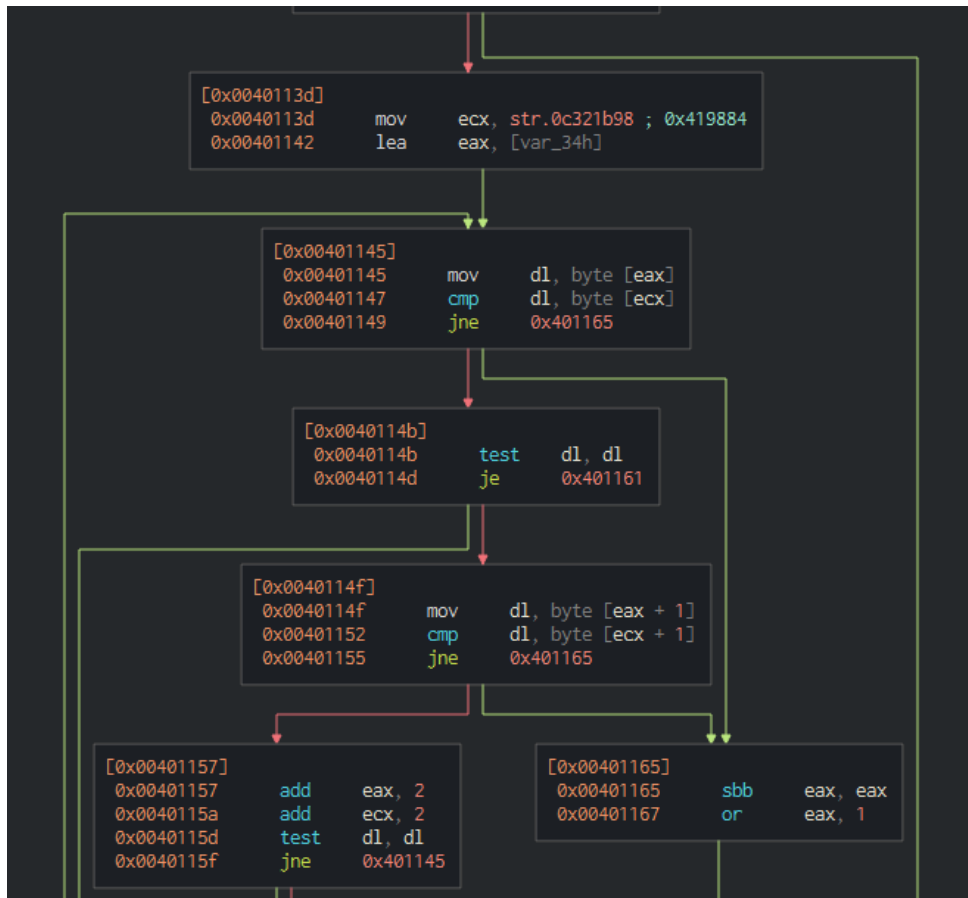 [0x0040113d]
0x0040113d mov ecx, str.0c321b98 ; 0x419884
0x00401142 lea eax, [var_34h]
[0x00401145]
0x00401145 mov dl, byte [eax]
0x00401147 cmp dl, byte [ecx]
0x00401149 jne 0x401165
[0x0040114b]
0x0040114b test dl, dl
0x0040114d je 0x401161
[0x0040114f]
0x0040114f mov dl, byte [eax + 1]
0x00401152 cmp dl, byte [ecx + 1]
0x00401155 jne 0x401165
[0x00401157]
0x00401157 add eax, 2
0x0040115a add ecx, 2
0x0040115d test dl, dl
0x0040115f jne 0x401145
[0x00401165]
0x00401165 sbb eax, eax
0x00401167 or eax, 1